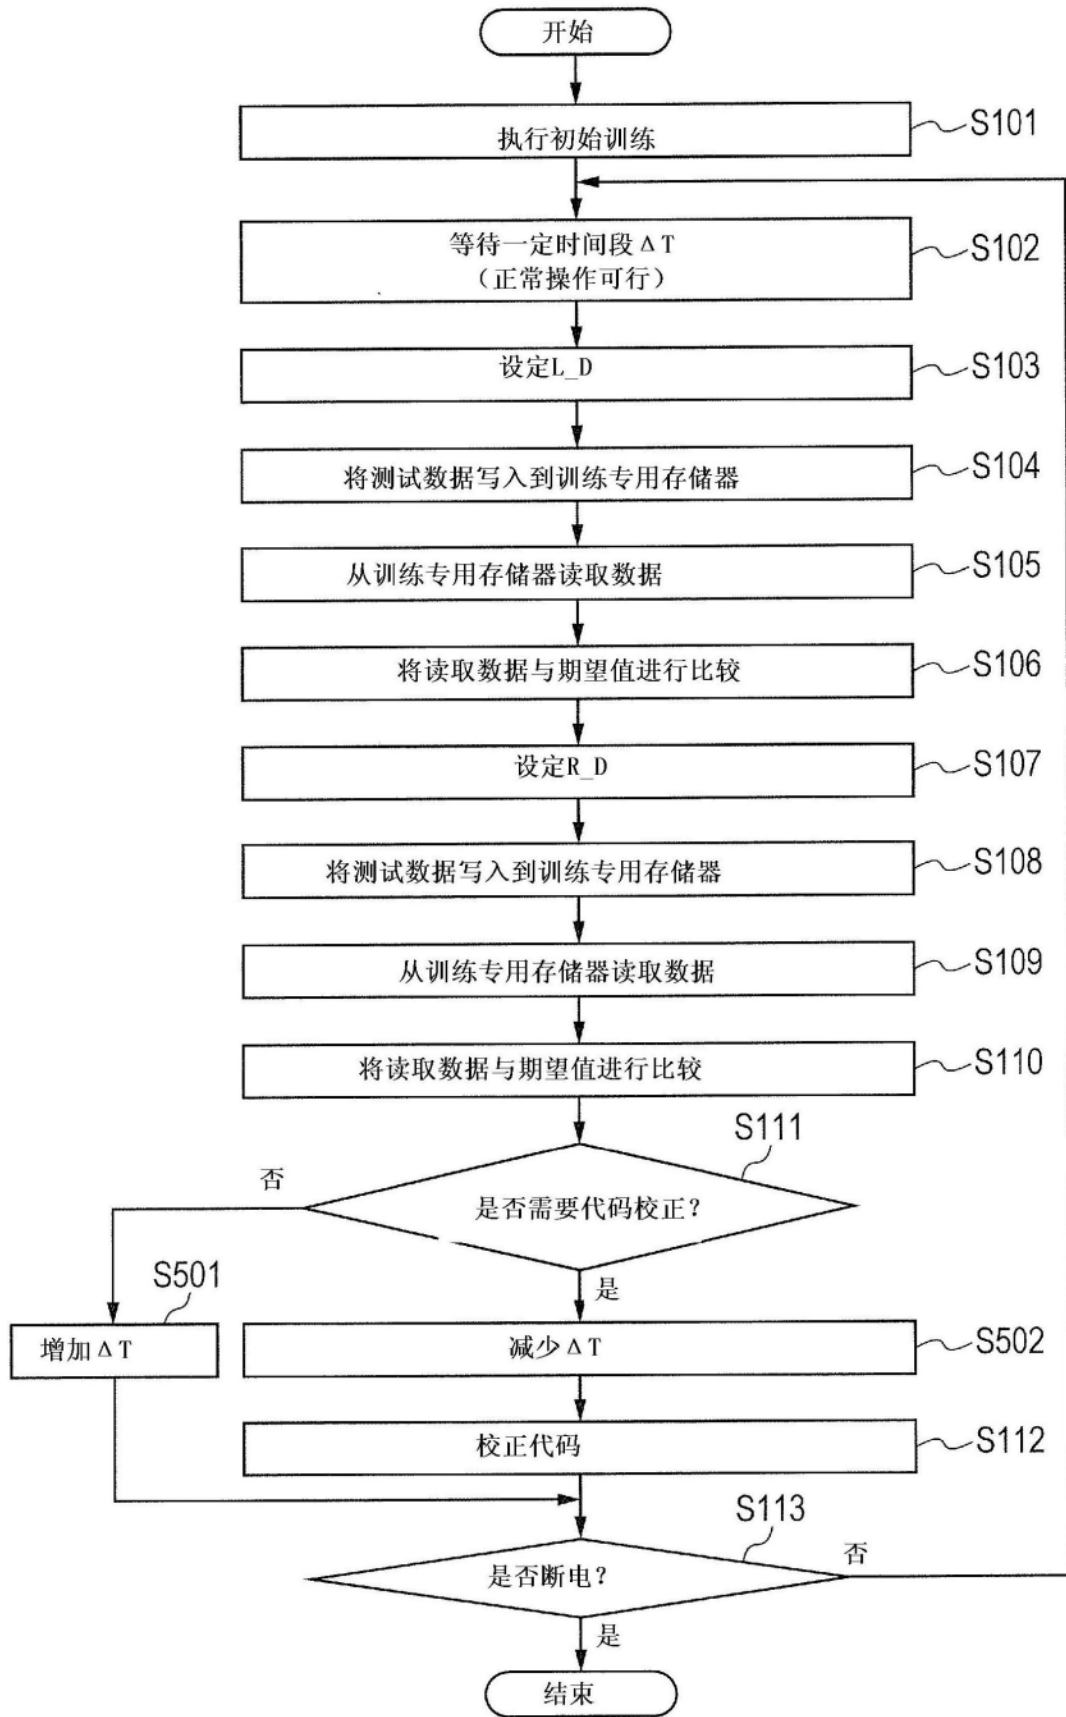 开始
执行初始训练
S101
等待一定时间段ΔT
（正常操作可行）
S102
设定L_D
S103
将测试数据写入到训练专用存储器
S104
从训练专用存储器读取数据
S105
将读取数据与期望值进行比较
S106
设定R_D
S107
将测试数据写入到训练专用存储器
S108
从训练专用存储器读取数据
S109
将读取数据与期望值进行比较
S110
S111
否
是否需要代码校正？
是
S501
增加ΔT
减少ΔT
S502
校正代码
S112
S113
是否断电？
否
是
结束